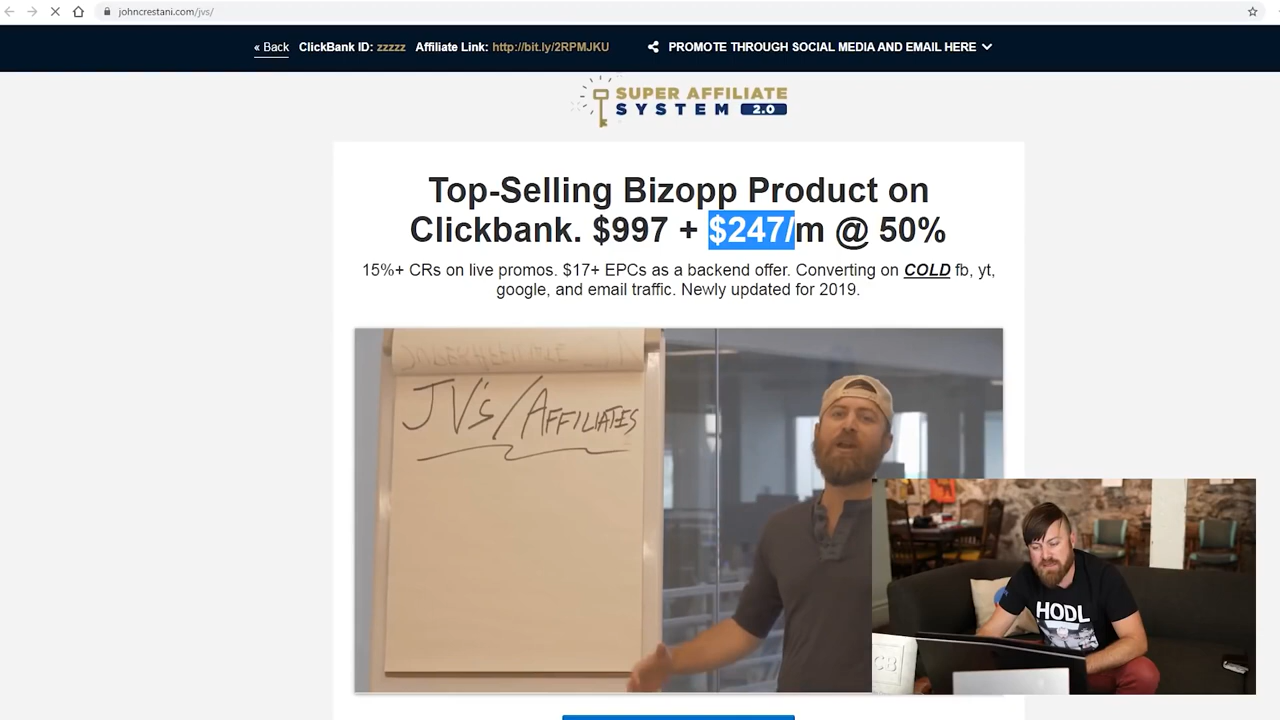 johncrestani.com/jvs/
« Back ClickBank ID: zzzzz Affiliate Link: http://bit.ly/2RPMJKU PROMOTE THROUGH SOCIAL MEDIA AND EMAIL HERE
SUPER AFFILIATE
SYSTEM 2.0
Top-Selling Bizopp Product on
Clickbank. $997 + $247/m @ 50%
15%+ CRs on live promos. $17+ EPCs as a backend offer. Converting on COLD fb, yt,
google, and email traffic. Newly updated for 2019.
JV's/AFFILIATES
HODL